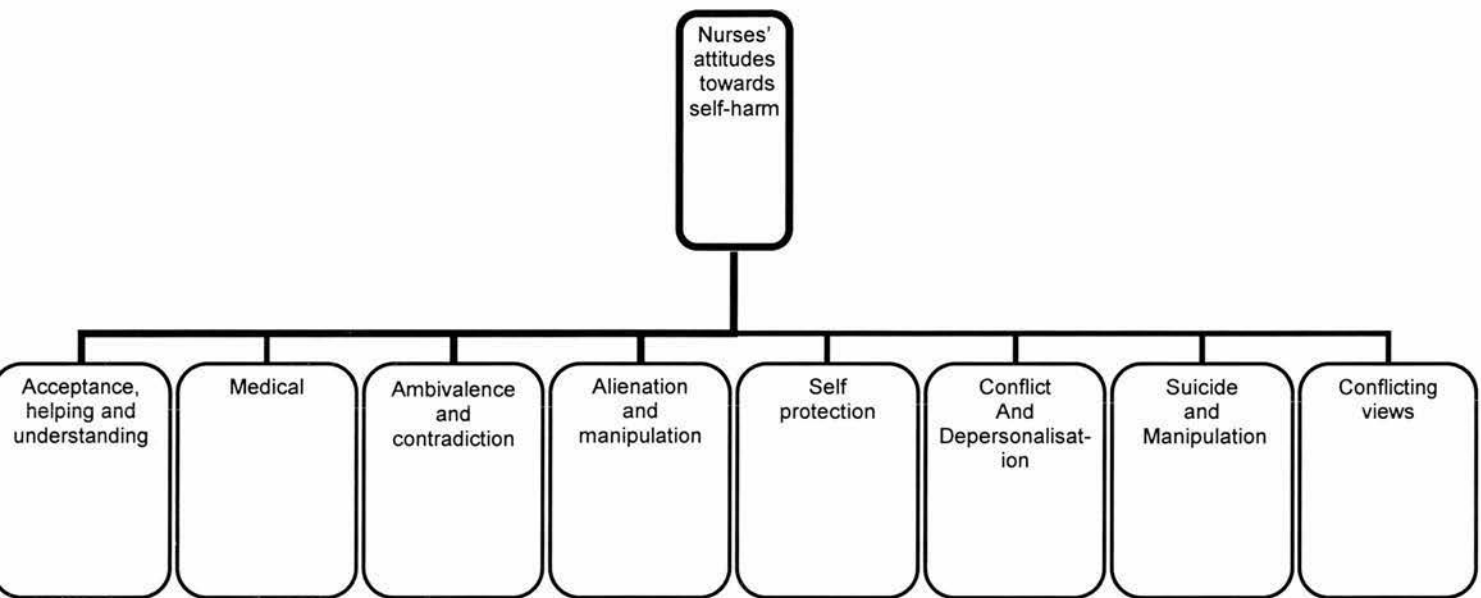 Nurses'
attitudes
towards
self-harm
Acceptance,
helping and
understanding
Medical
Ambivalence
and
contradiction
Alienation
and
manipulation
Self
protection
Conflict
And
Depersonalisat-
ion
Suicide
and
Manipulation
Conflicting
views